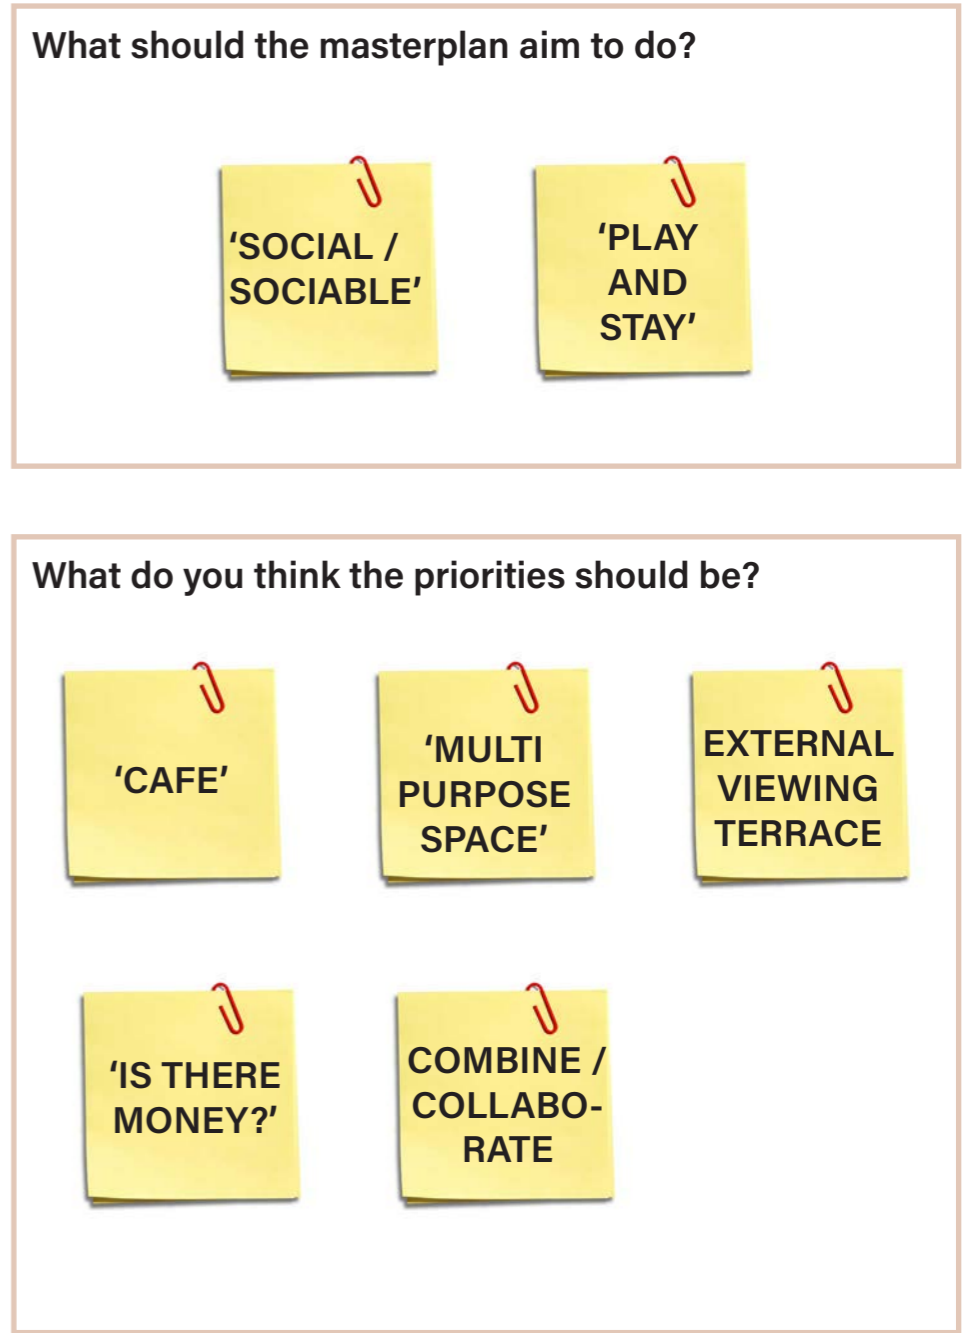 What should the masterplan aim to do?
‘SOCIAL /
SOCIABLE’
‘PLAY
AND
STAY’
What do you think the priorities should be?
‘CAFE’
‘MULTI
PURPOSE
SPACE’
EXTERNAL
VIEWING
TERRACE
‘IS THERE
MONEY?’
COMBINE /
COLLABO-
RATE